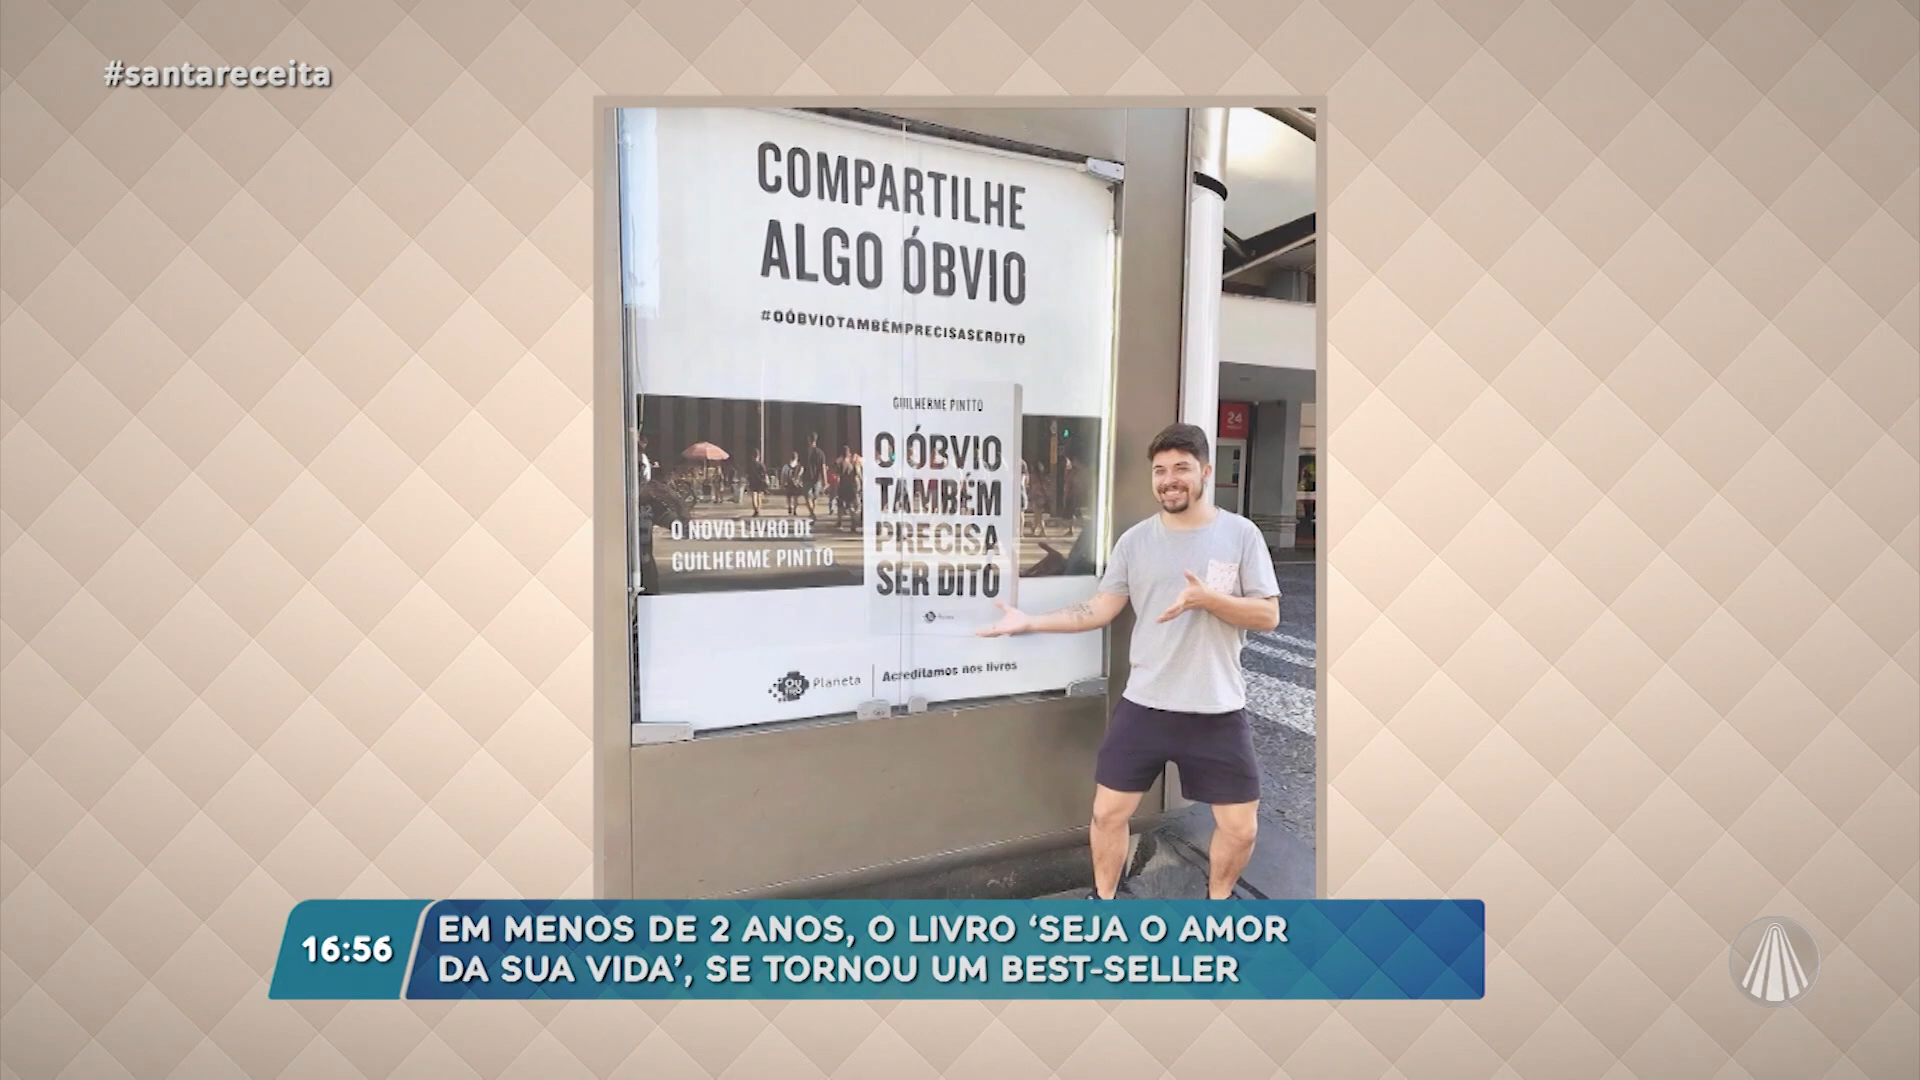 #santareceita
COMPARTILHE
ALGO ÓBVIO
#OÓBVIOTAMBÉMPRECISASERDITO
GUILHERME PINTTO
O ÓBVIO
TAMBÉM
PRECISA
SER DITO
O NOVO LIVRO DE
GUILHERME PINTTO
Planeta
Acreditamos nos livros
24
16:56
EM MENOS DE 2 ANOS, O LIVRO ‘SEJA O AMOR
DA SUA VIDA’, SE TORNOU UM BEST-SELLER